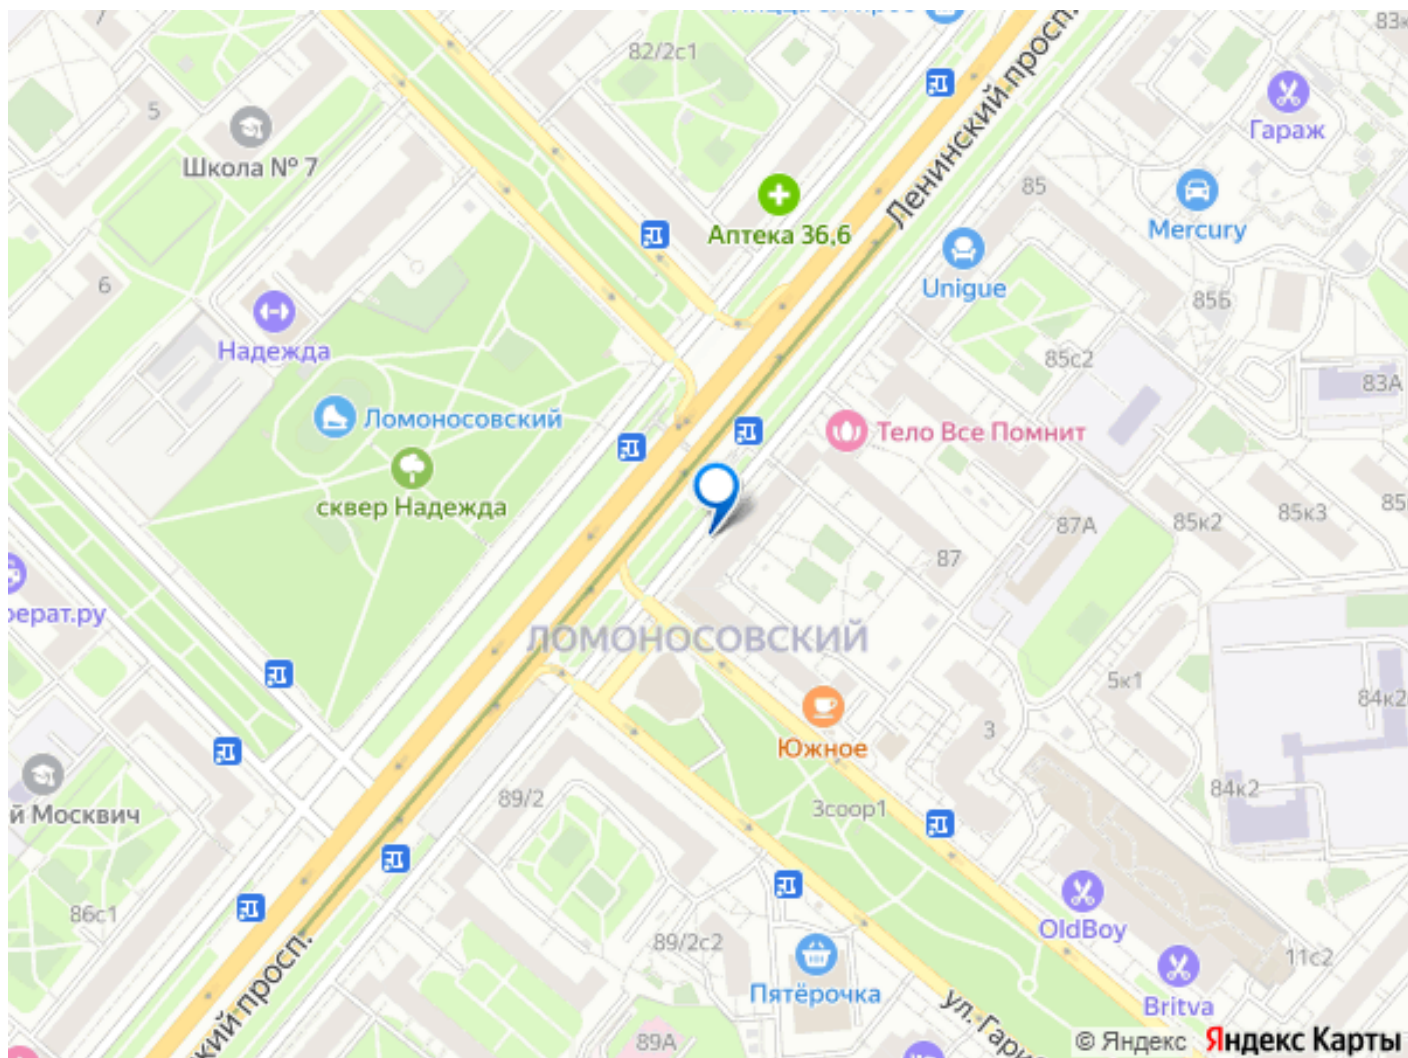 83
7
82/2с1
Ленинский просп.
Гараж
5
Школа № 7
85
Аптека 36,6
Mercury
Unigue
6
85Б
Надежда
85с2
83А
Ломоносовский
Тело Все Помнит
сквер Надежда
85к3
85к2
87А
87
ЛОМОНОСОВСКИЙ
5к1
84к2
3
Южное
84к2
й Москвич
89/2
3соор1
86с1
OldBoy
89/2с2
11с2
Пятёрочка
Britva
кий просп.
ул. Гари
89А
© Яндекс
Яндекс Карты